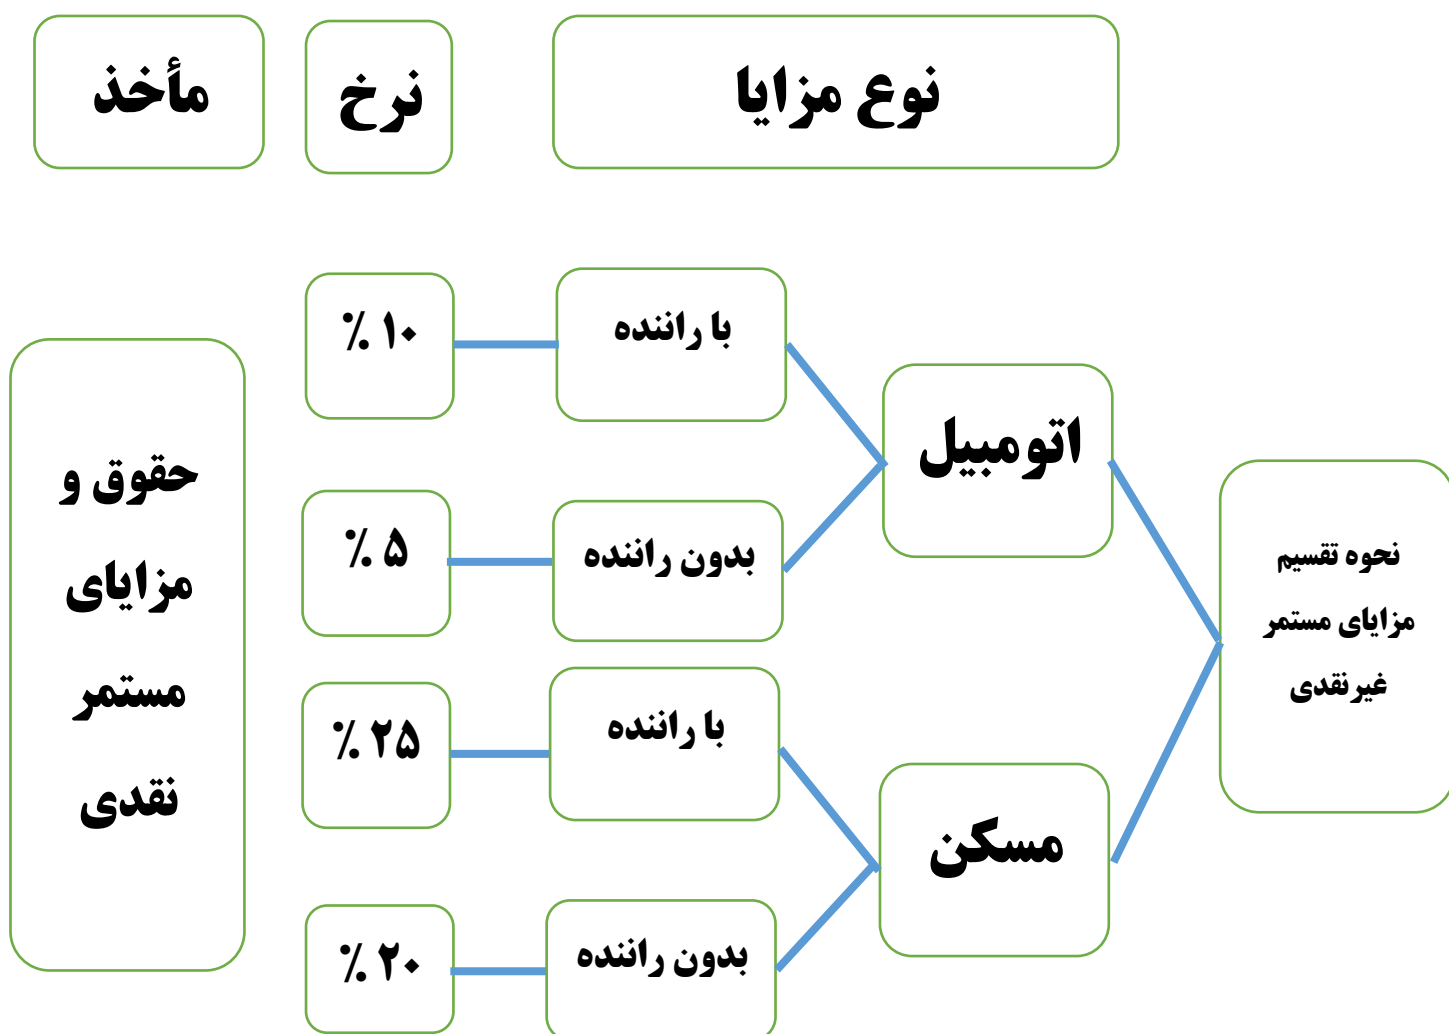 نوع مزایا
نرخ
مأخذ
نحوه تقسیم
مزایای مستمر
غیرنقدی
اتومبیل
با راننده
۱۰ %
بدون راننده
۵ %
مسکن
با راننده
۲۵ %
بدون راننده
۲۰ %
حقوق و
مزایای
مستمر
نقدی